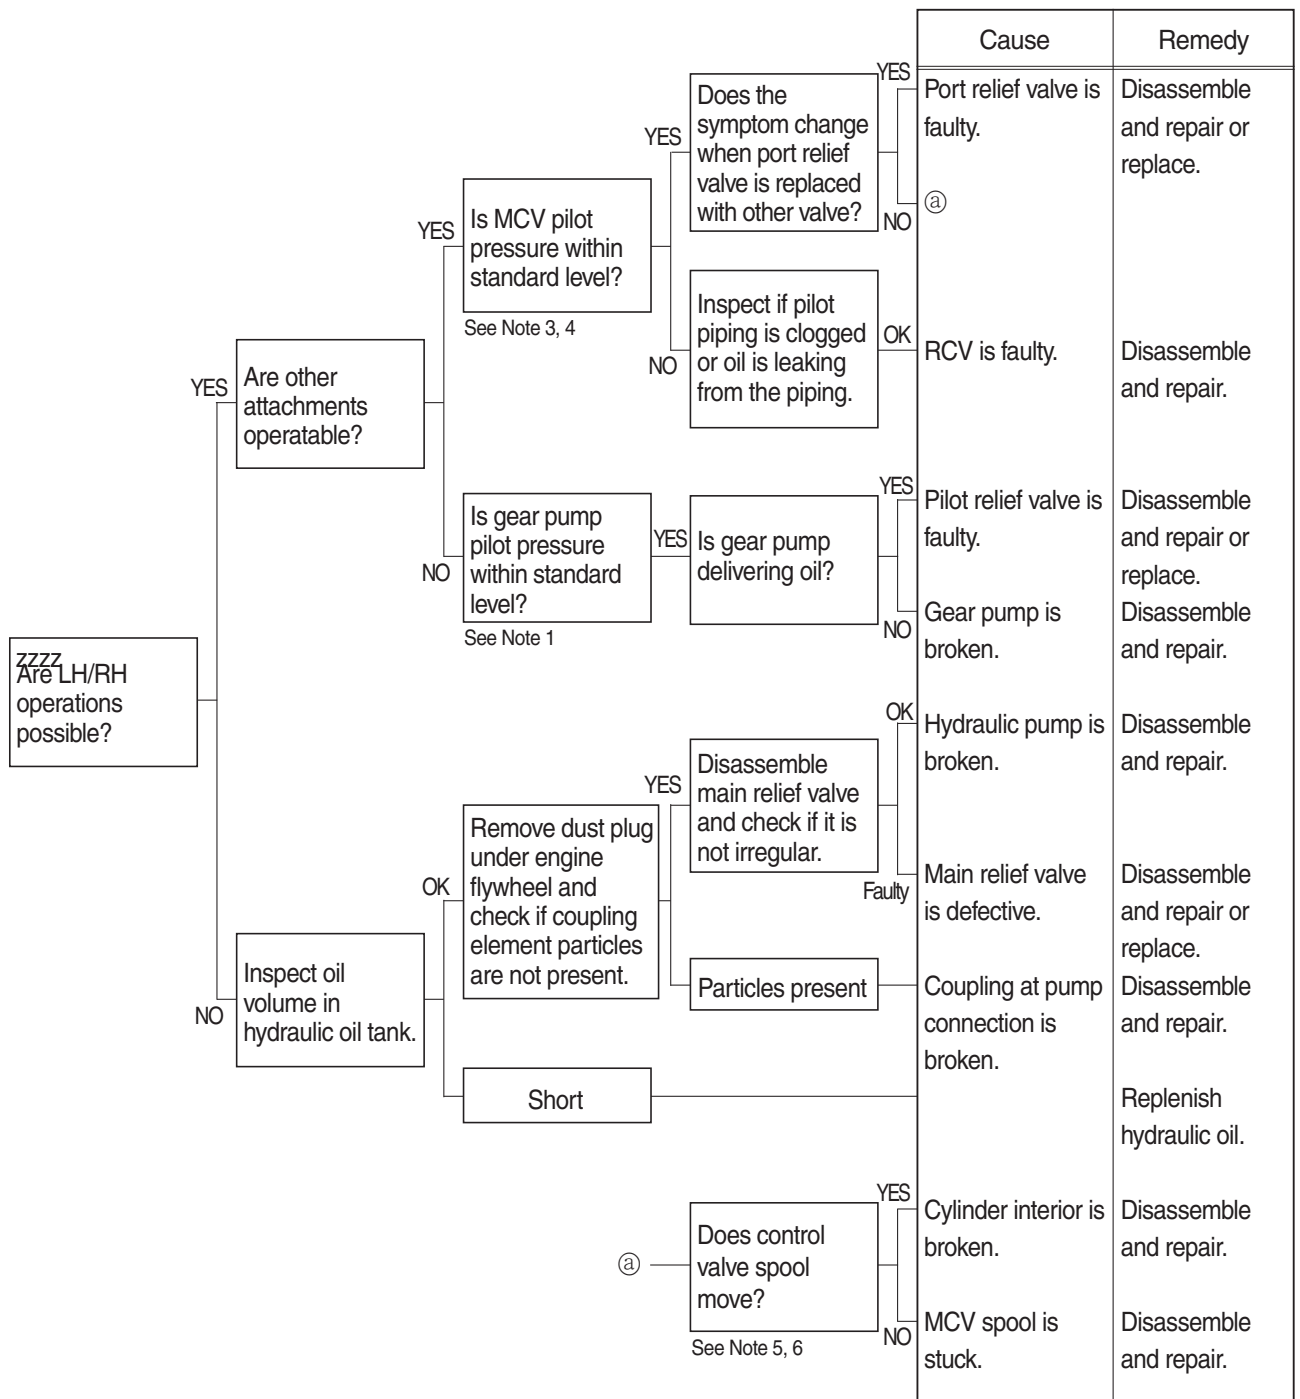 Cause
Remedy
YES
Does the
symptom change
when port relief
valve is replaced
with other valve?
NO
Port relief valve is
faulty.
Disassemble
and repair or
replace.
ⓐ
YES
Is MCV pilot
pressure within
standard level?
See Note 3, 4
YES
NO
Inspect if pilot
piping is clogged
or oil is leaking
from the piping.
OK
RCV is faulty.
Disassemble
and repair.
YES
Are other
attachments
operatable?
NO
Is gear pump
pilot pressure
within standard
level?
See Note 1
YES
Is gear pump
delivering oil?
YES
Pilot relief valve is
faulty.
Disassemble
and repair or
replace.
NO
Gear pump is
broken.
Disassemble
and repair.
zzzz
Are LH/RH
operations
possible?
NO
Inspect oil
volume in
hydraulic oil tank.
OK
Remove dust plug
under engine
flywheel and
check if coupling
element particles
are not present.
YES
Disassemble
main relief valve
and check if it is
not irregular.
OK
Hydraulic pump is
broken.
Disassemble
and repair.
Faulty
Main relief valve
is defective.
Disassemble
and repair or
replace.
Particles present
Coupling at pump
connection is
broken.
Disassemble
and repair.
Short
Replenish
hydraulic oil.
ⓐ
Does control
valve spool
move?
See Note 5, 6
YES
Cylinder interior is
broken.
Disassemble
and repair.
NO
MCV spool is
stuck.
Disassemble
and repair.